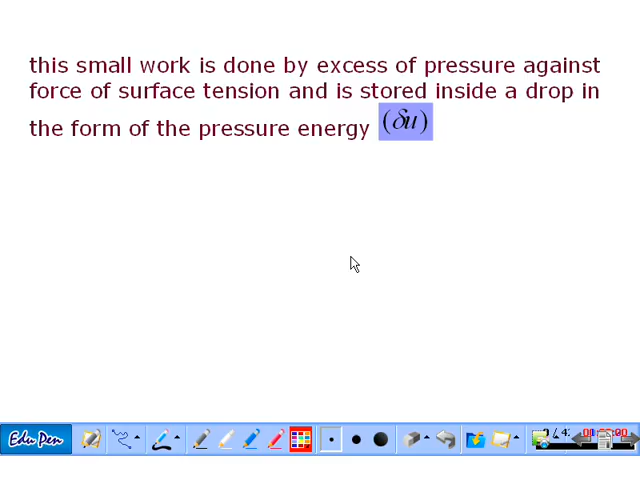 this small work is done by excess of pressure against
force of surface tension and is stored inside a drop in
the form of the pressure energy (δu)
Edu Pen